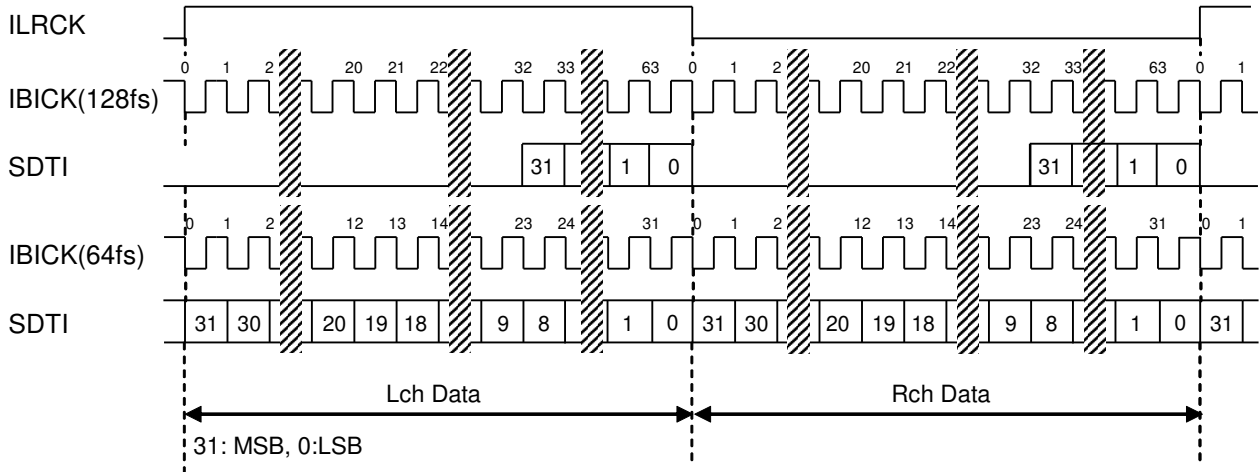 ILRCK
0 1 2 20 21 22 32 33 63 0 1 2 20 21 22 32 33 63 0 1
IBICK(128fs)
SDTI 31 1 0 31 1 0
0 1 2 12 13 14 23 24 31 0 1 2 12 13 14 23 24 31 0 1
IBICK(64fs)
SDTI 31 30 20 19 18 9 8 1 0 31 30 20 19 18 9 8 1 0 31
Lch Data Rch Data
31: MSB, 0:LSB